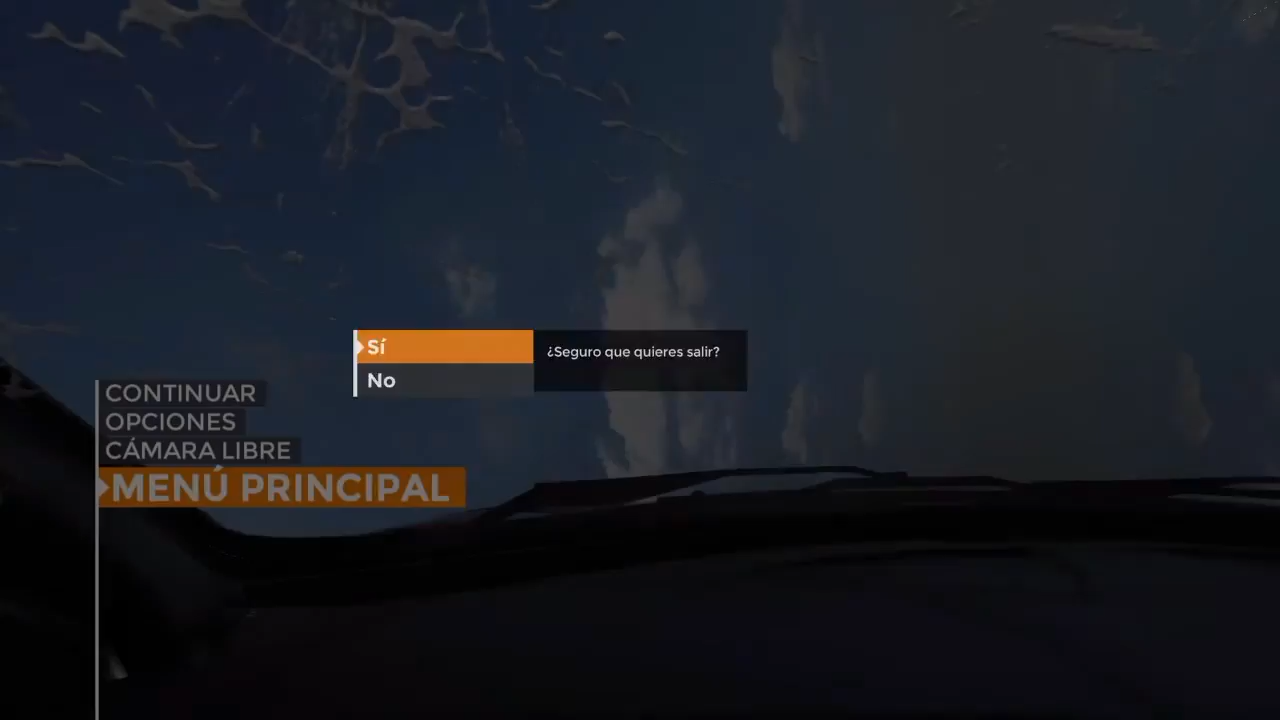 Sí
No
¿Seguro que quieres salir?
CONTINUAR
OPCIONES
CÁMARA LIBRE
MENÚ PRINCIPAL